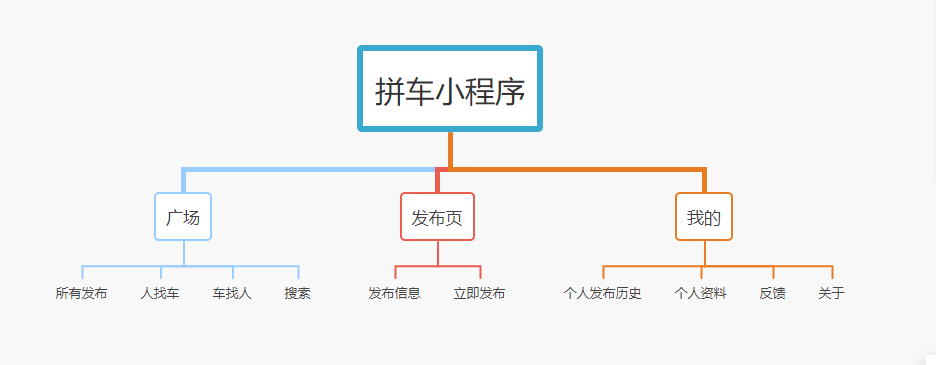 拼车小程序
广场
发布页
我的
所有发布
人找车
车找人
搜索
发布信息
立即发布
个人发布历史
个人资料
反馈
关于